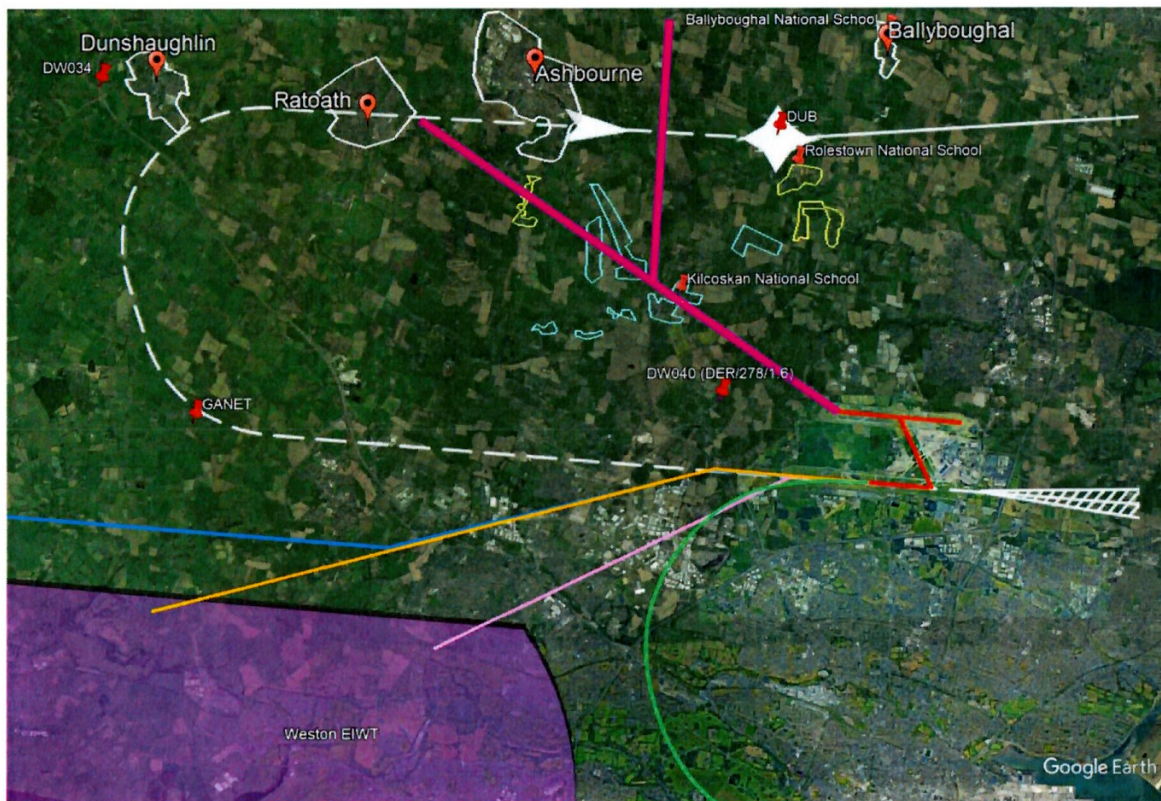 Ballyboughal National School
Ballyboughal
Dunshaughlin
DW034
Ashbourne
Ratoath
DUB
Rolestown National School
Kilcoskan National School
DW040 (DER/278/1.6)
GANET
Weston EIWT
Google Earth